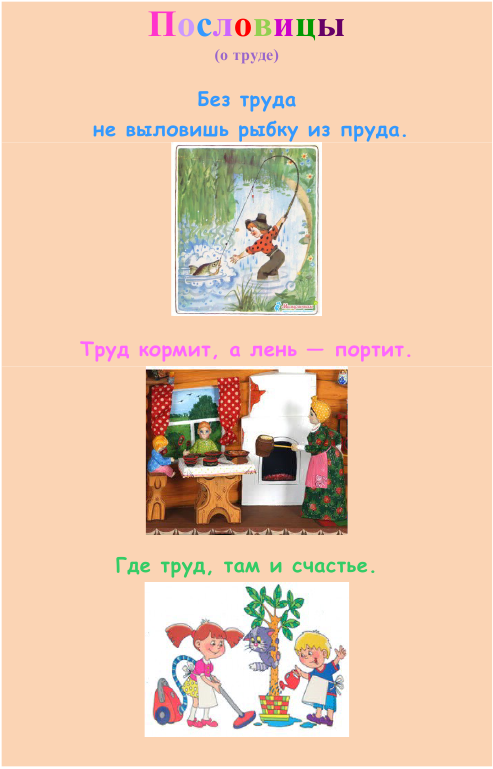 Пословицы
(о труде)
Без труда
не выловишь рыбку из пруда.
Труд кормит, а лень — портит.
Где труд, там и счастье.